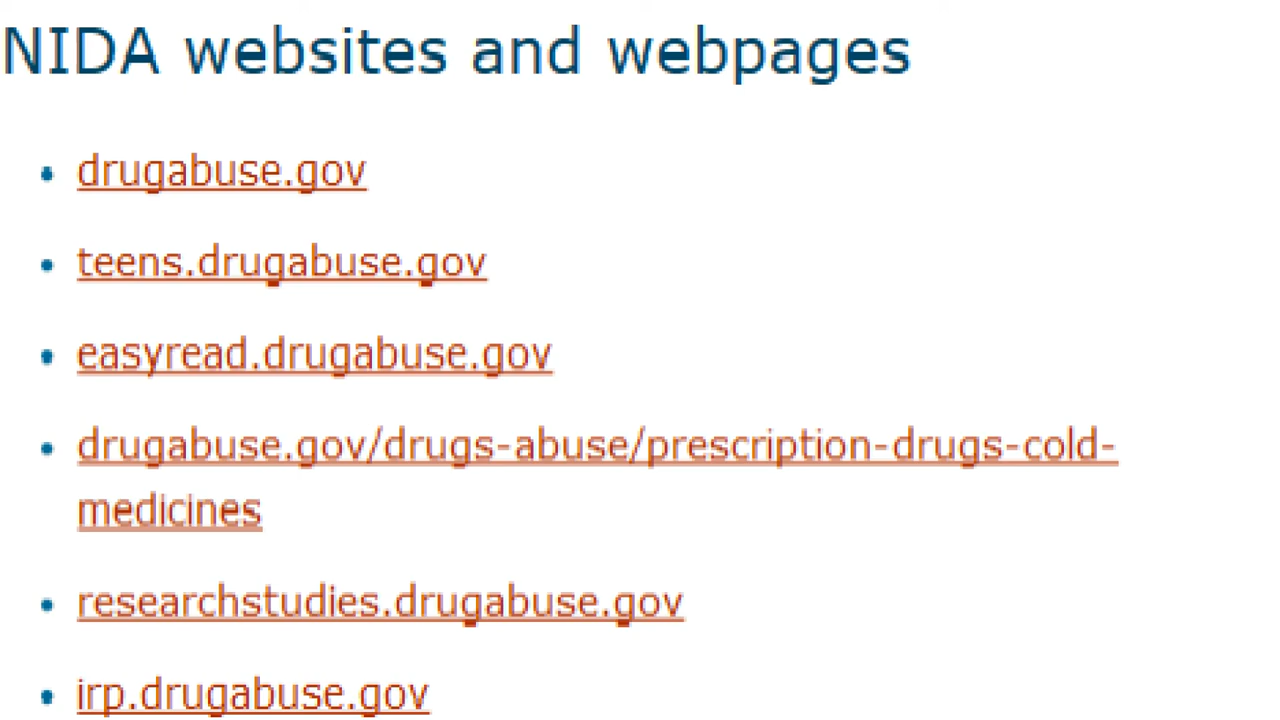 NIDA websites and webpages
drugabuse.gov
teens.drugabuse.gov
easyread.drugabuse.gov
drugabuse.gov/drugs-abuse/prescription-drugs-cold-
medicines
researchstudies.drugabuse.gov
irp.drugabuse.gov